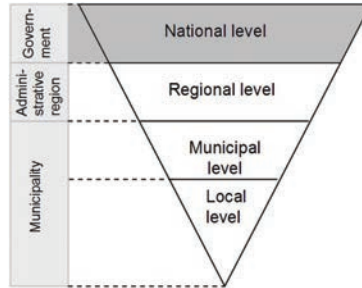 Govern-
ment
National level
Admini-
strative
region
Regional level
Municipality
Municipal
level
Local
level